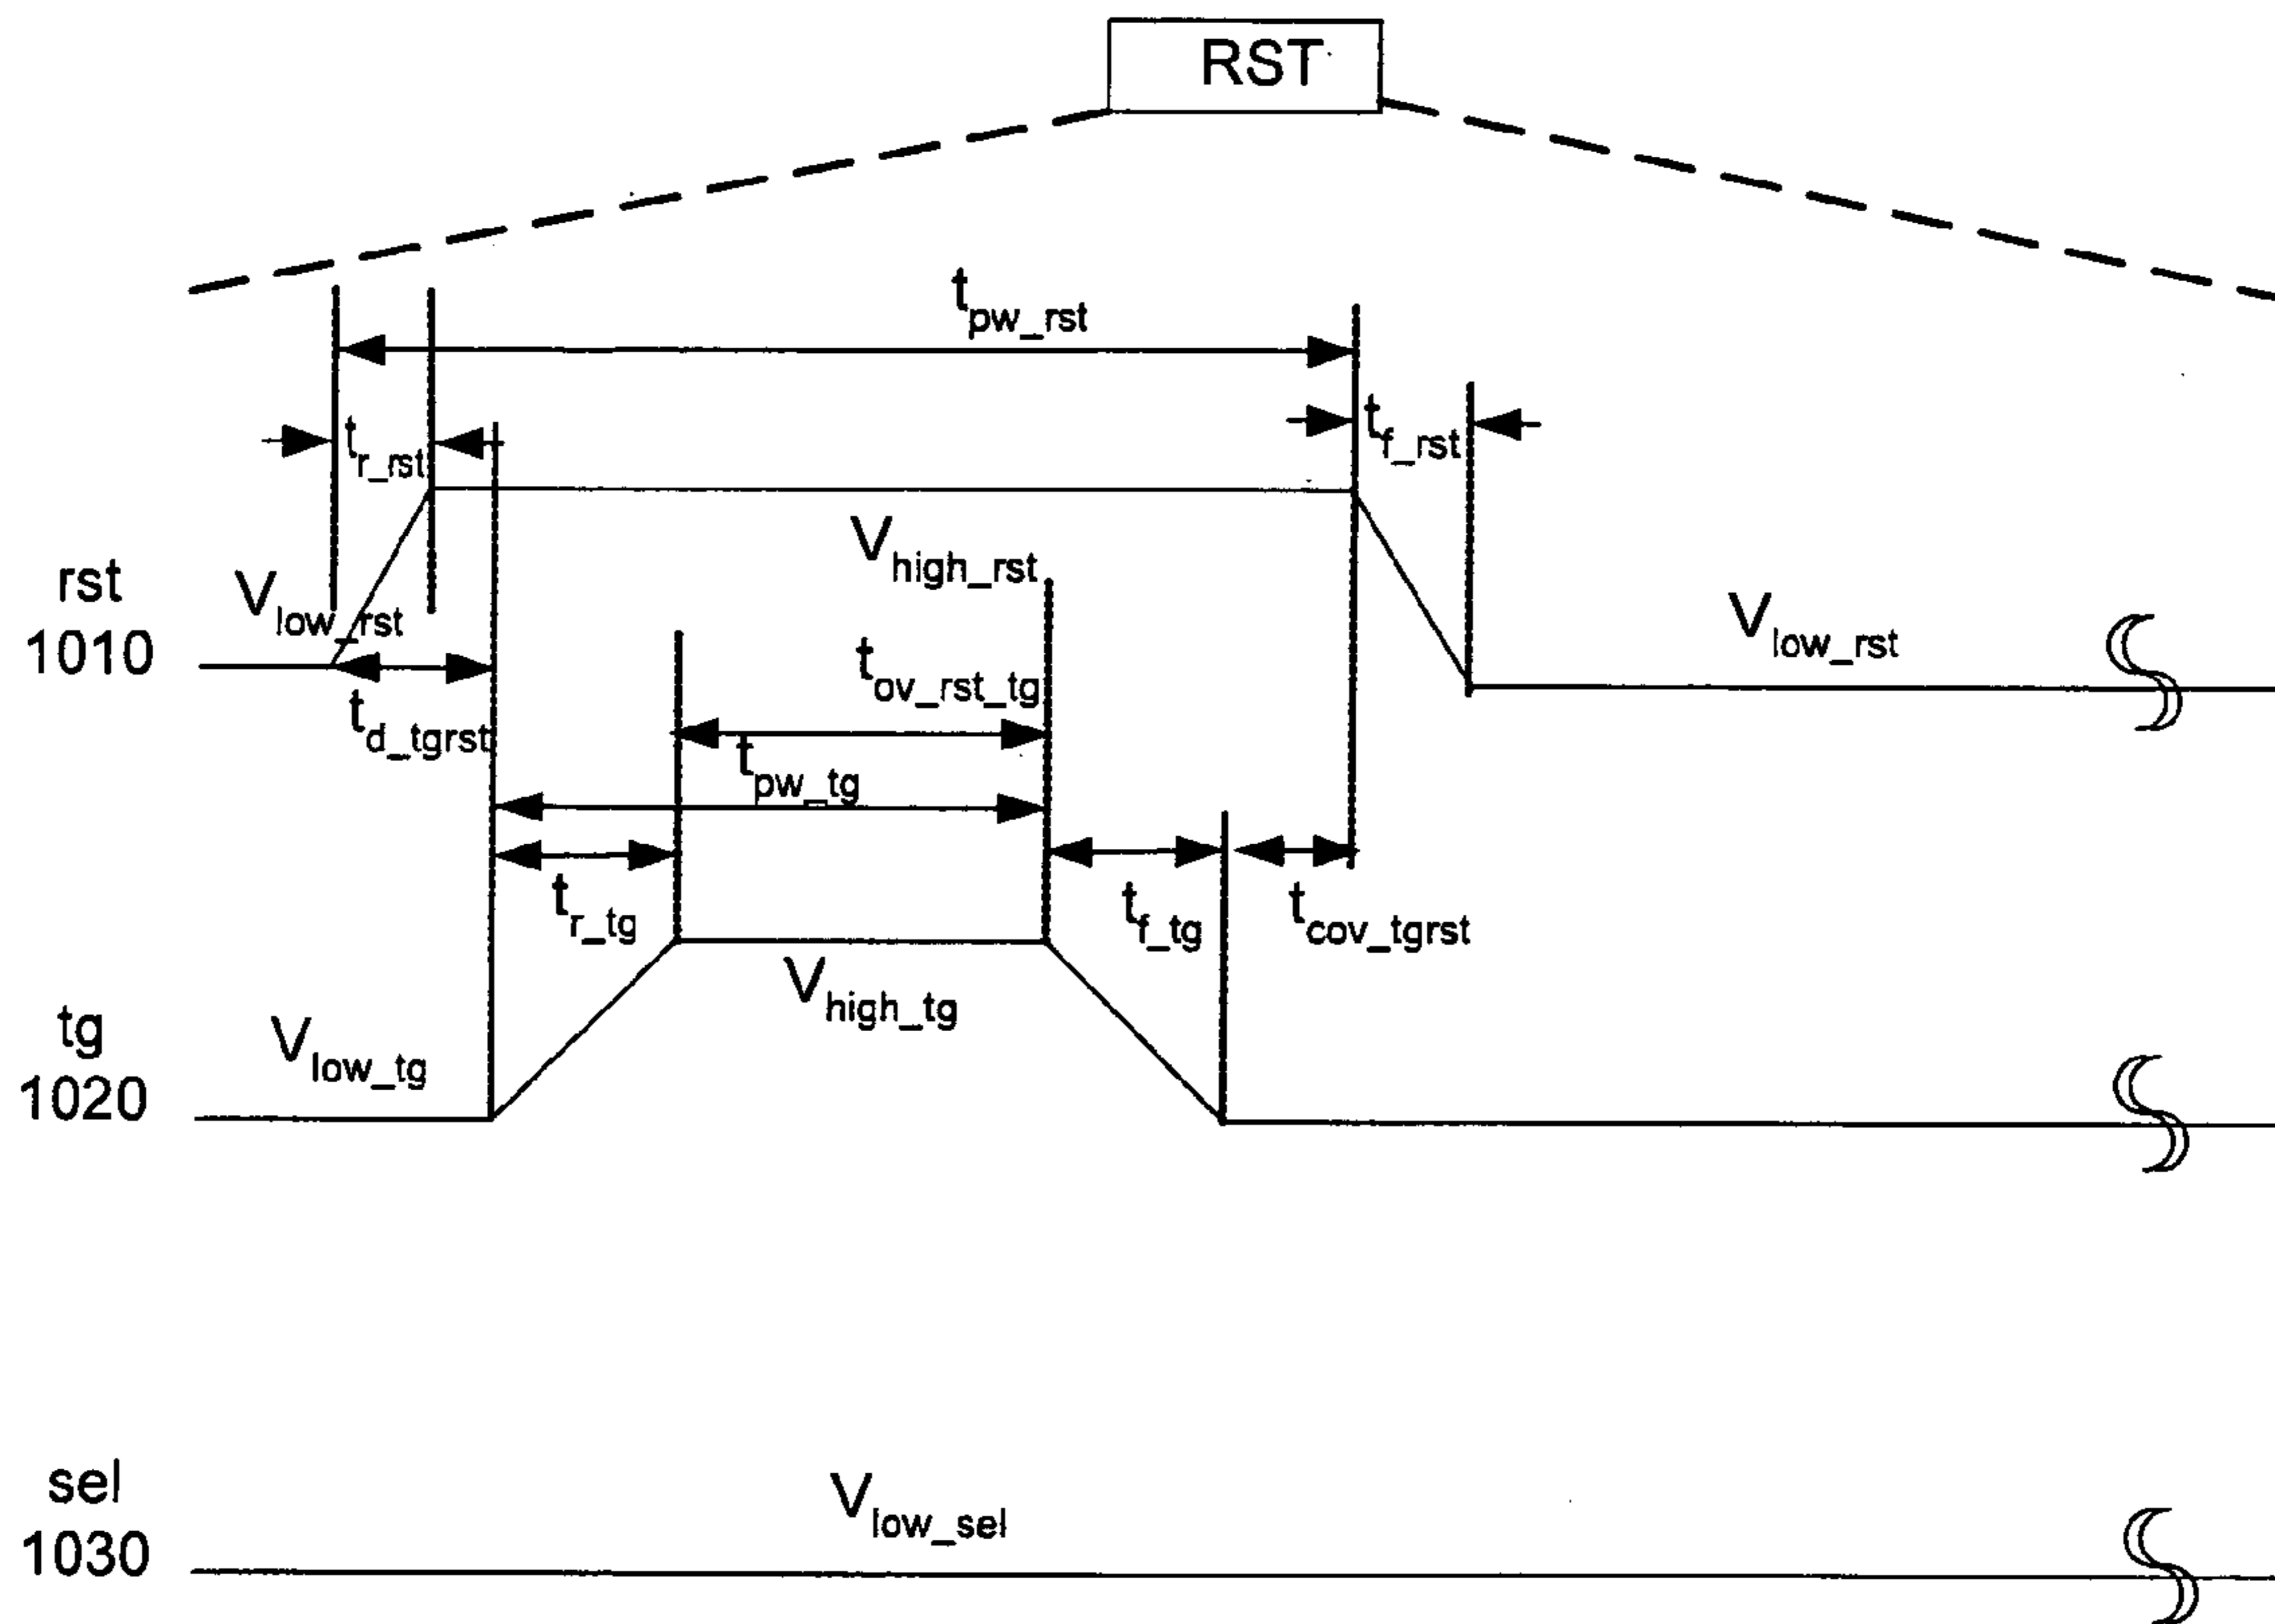 RST
t_pw_rst
t_r_rst
t_f_rst
V_high_rst
rst
1010
V_low_rst
V_low_rst
t_d_tgrst
t_ov_rst_tg
t_pw_tg
t_r_tg
t_f_tg
t_cov_tgrst
V_high_tg
tg
1020
V_low_tg
sel
1030
V_low_sel